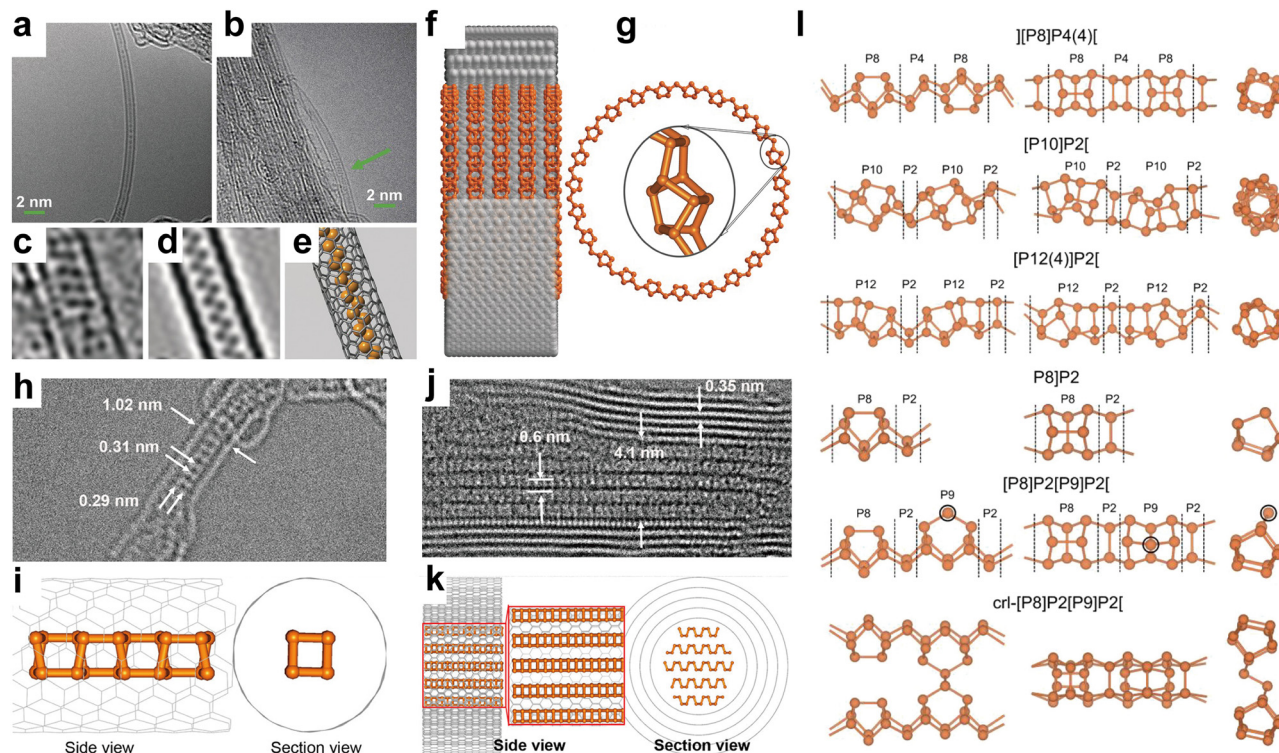 a
2 nm
b
2 nm
c
d
e
f
g
h
1.02 nm
0.31 nm
0.29 nm
i
Side view
Section view
j
0.35 nm
0.6 nm
4.1 nm
k
Side view
Section view
l
][P8]P4(4)[
P8 P4 P8 P8 P4 P8
[P10]P2[
P10 P2 P10 P2 P10 P2 P10 P2
[P12(4)]P2[
P12 P2 P12 P2 P12 P2 P12 P2
P8]P2
P8 P2 P8 P2
[P8]P2[P9]P2[
P8 P2 P9 P2 P8 P2 P9 P2
crl-[P8]P2[P9]P2[